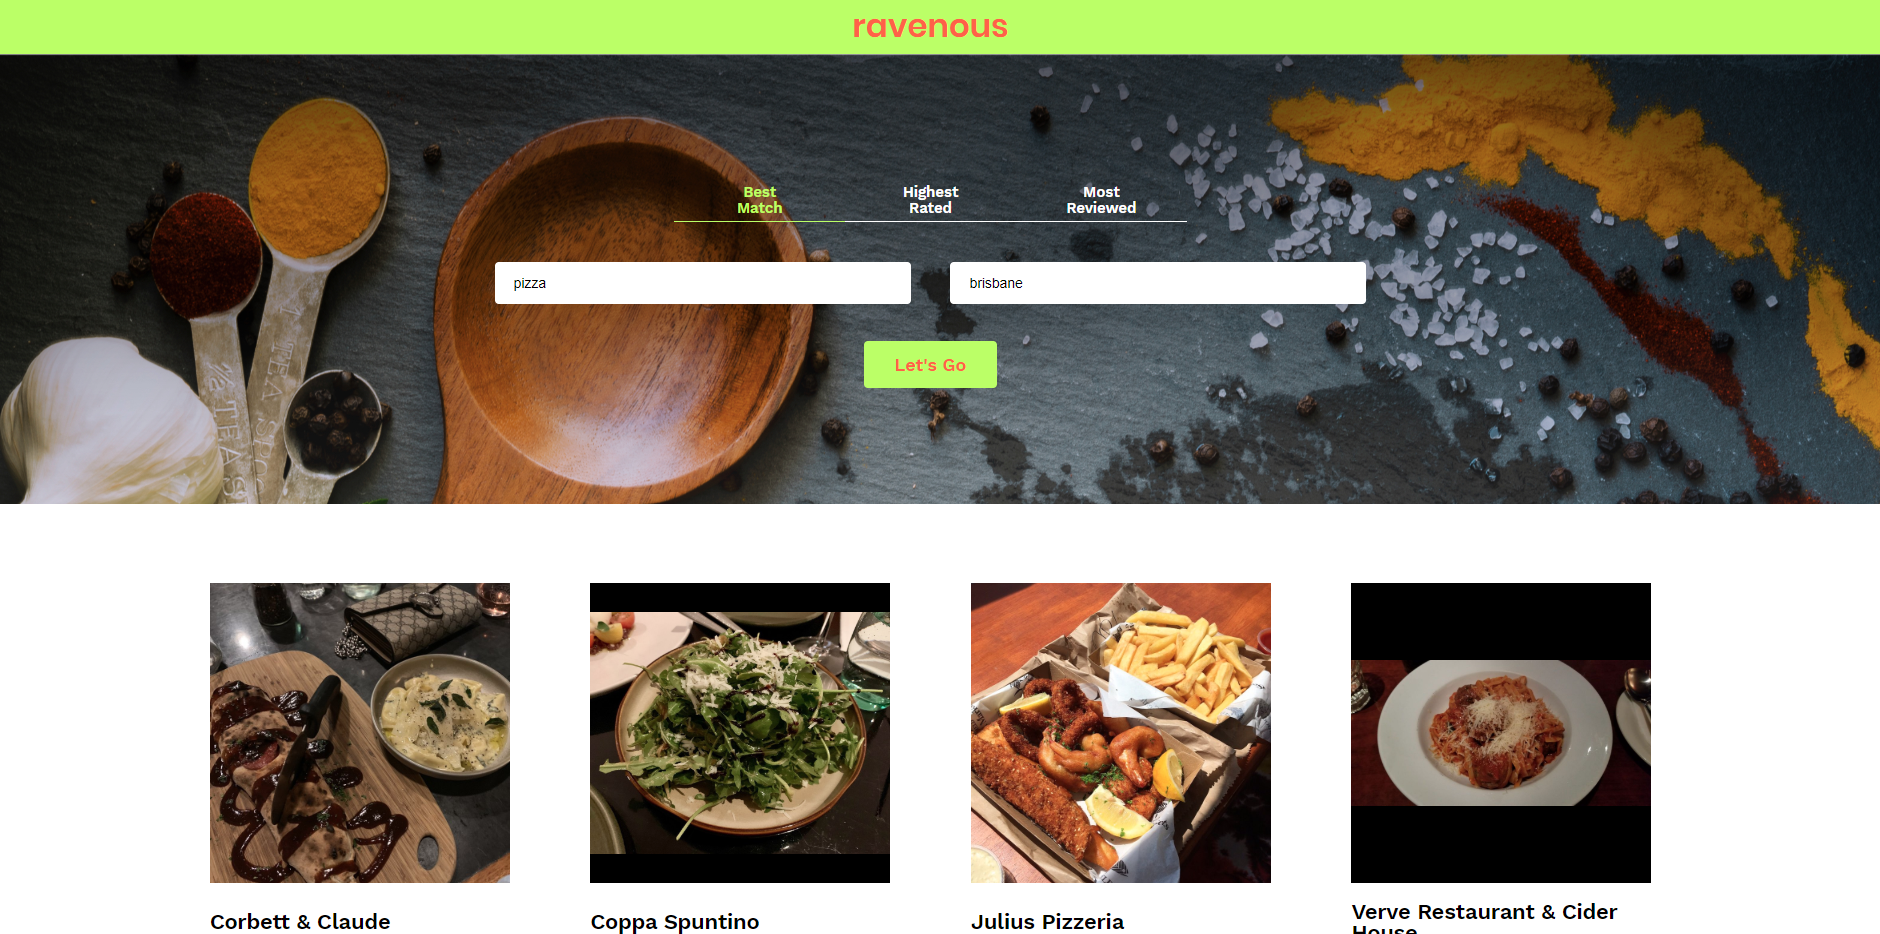 ravenous
Best Match
Highest Rated
Most Reviewed
pizza
brisbane
Let's Go
Corbett & Claude
Coppa Spuntino
Julius Pizzeria
Verve Restaurant & Cider
House